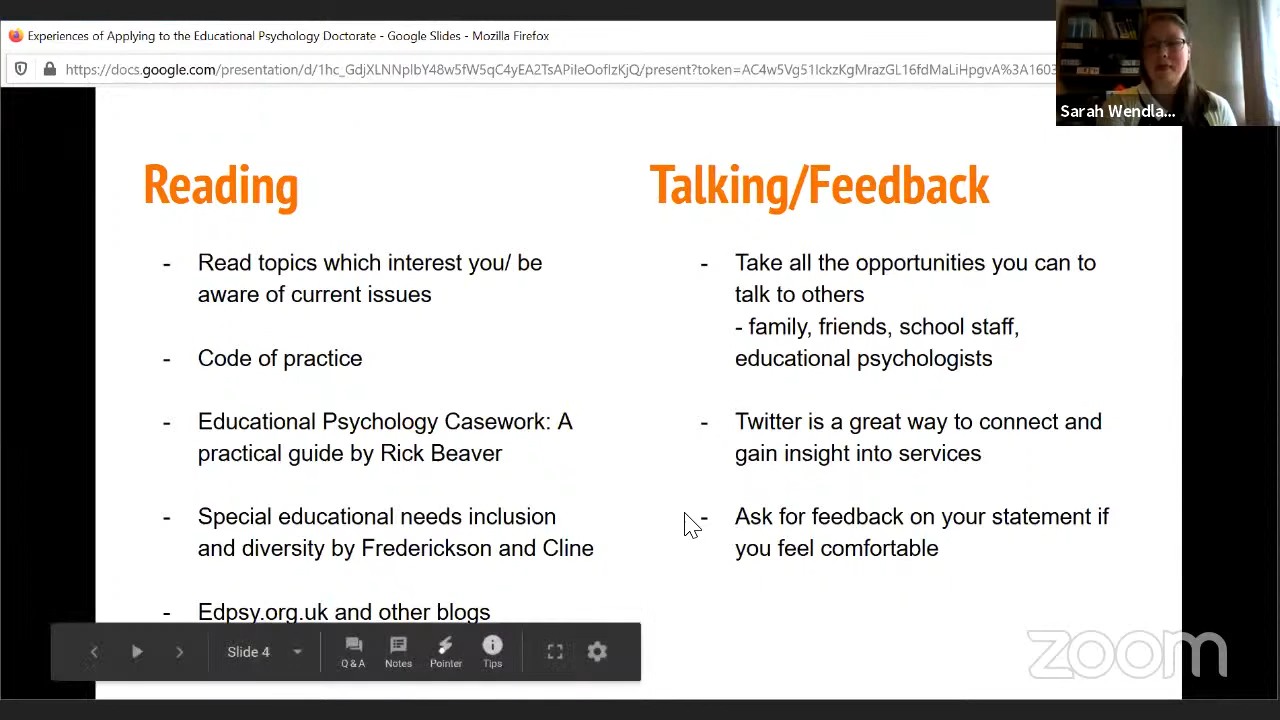 Experiences of Applying to the Educational Psychology Doctorate - Google Slides - Mozilla Firefox
Sarah Wendla...
Reading
- Read topics which interest you/ be
aware of current issues
- Code of practice
- Educational Psychology Casework: A
practical guide by Rick Beaver
- Special educational needs inclusion
and diversity by Frederickson and Cline
- Edpsy.org.uk and other blogs
Talking/Feedback
- Take all the opportunities you can to
talk to others
- family, friends, school staff,
educational psychologists
- Twitter is a great way to connect and
gain insight into services
- Ask for feedback on your statement if
you feel comfortable
Slide 4
Q & A
Notes
Pointer
Tips
zoom